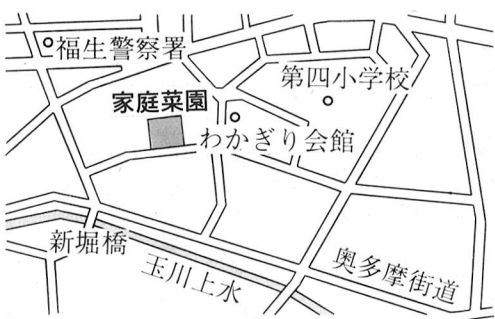 福生警察署
第四小学校
家庭菜園
わかぎり会館
新堀橋
玉川上水
奥多摩街道